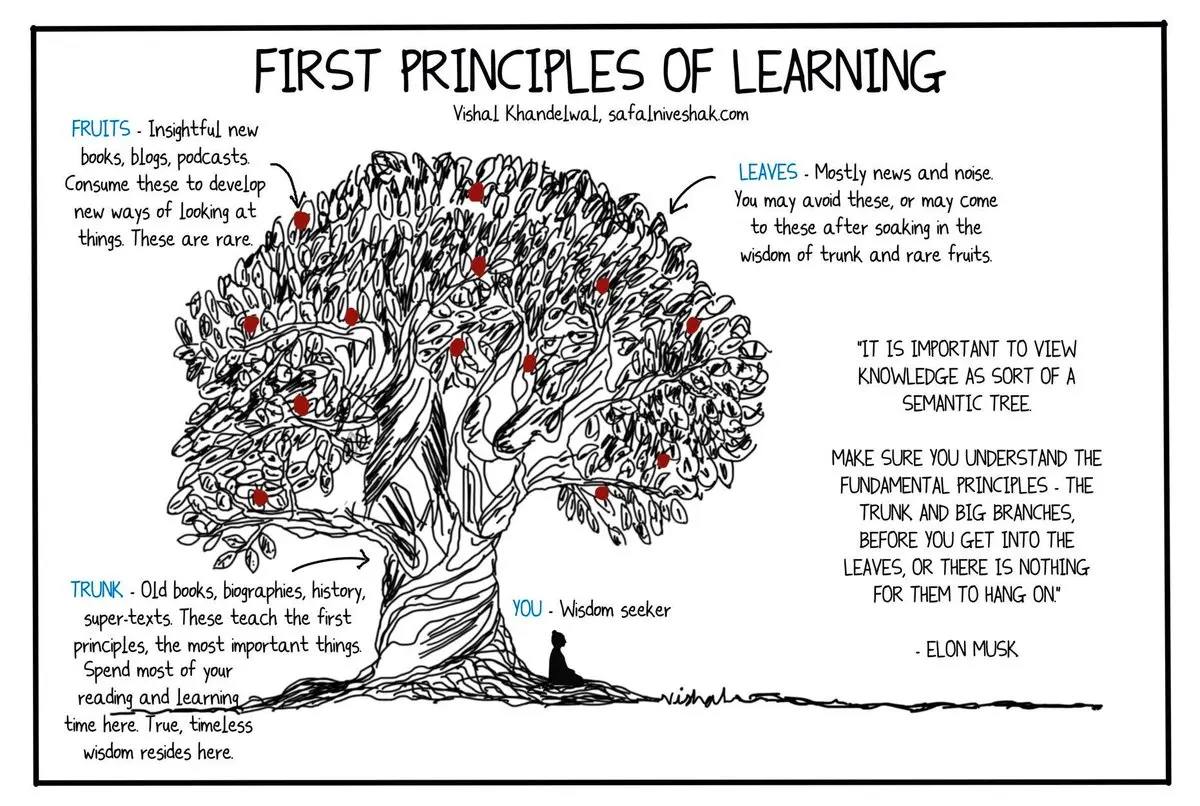 FIRST PRINCIPLES OF LEARNING
Vishal Khandelwal, safalniveshak.com
FRUITS - Insightful new
books, blogs, podcasts.
Consume these to develop
new ways of looking at
things. These are rare.
LEAVES - Mostly news and noise.
You may avoid these, or may come
to these after soaking in the
wisdom of trunk and rare fruits.
"IT IS IMPORTANT TO VIEW
KNOWLEDGE AS SORT OF A
SEMANTIC TREE.
MAKE SURE YOU UNDERSTAND THE
FUNDAMENTAL PRINCIPLES - THE
TRUNK AND BIG BRANCHES,
BEFORE YOU GET INTO THE
LEAVES, OR THERE IS NOTHING
FOR THEM TO HANG ON."
- ELON MUSK
TRUNK - Old books, biographies, history,
super-texts. These teach the first
principles, the most important things.
Spend most of your
reading and learning
time here. True, timeless
wisdom resides here.
YOU - Wisdom seeker
vishal